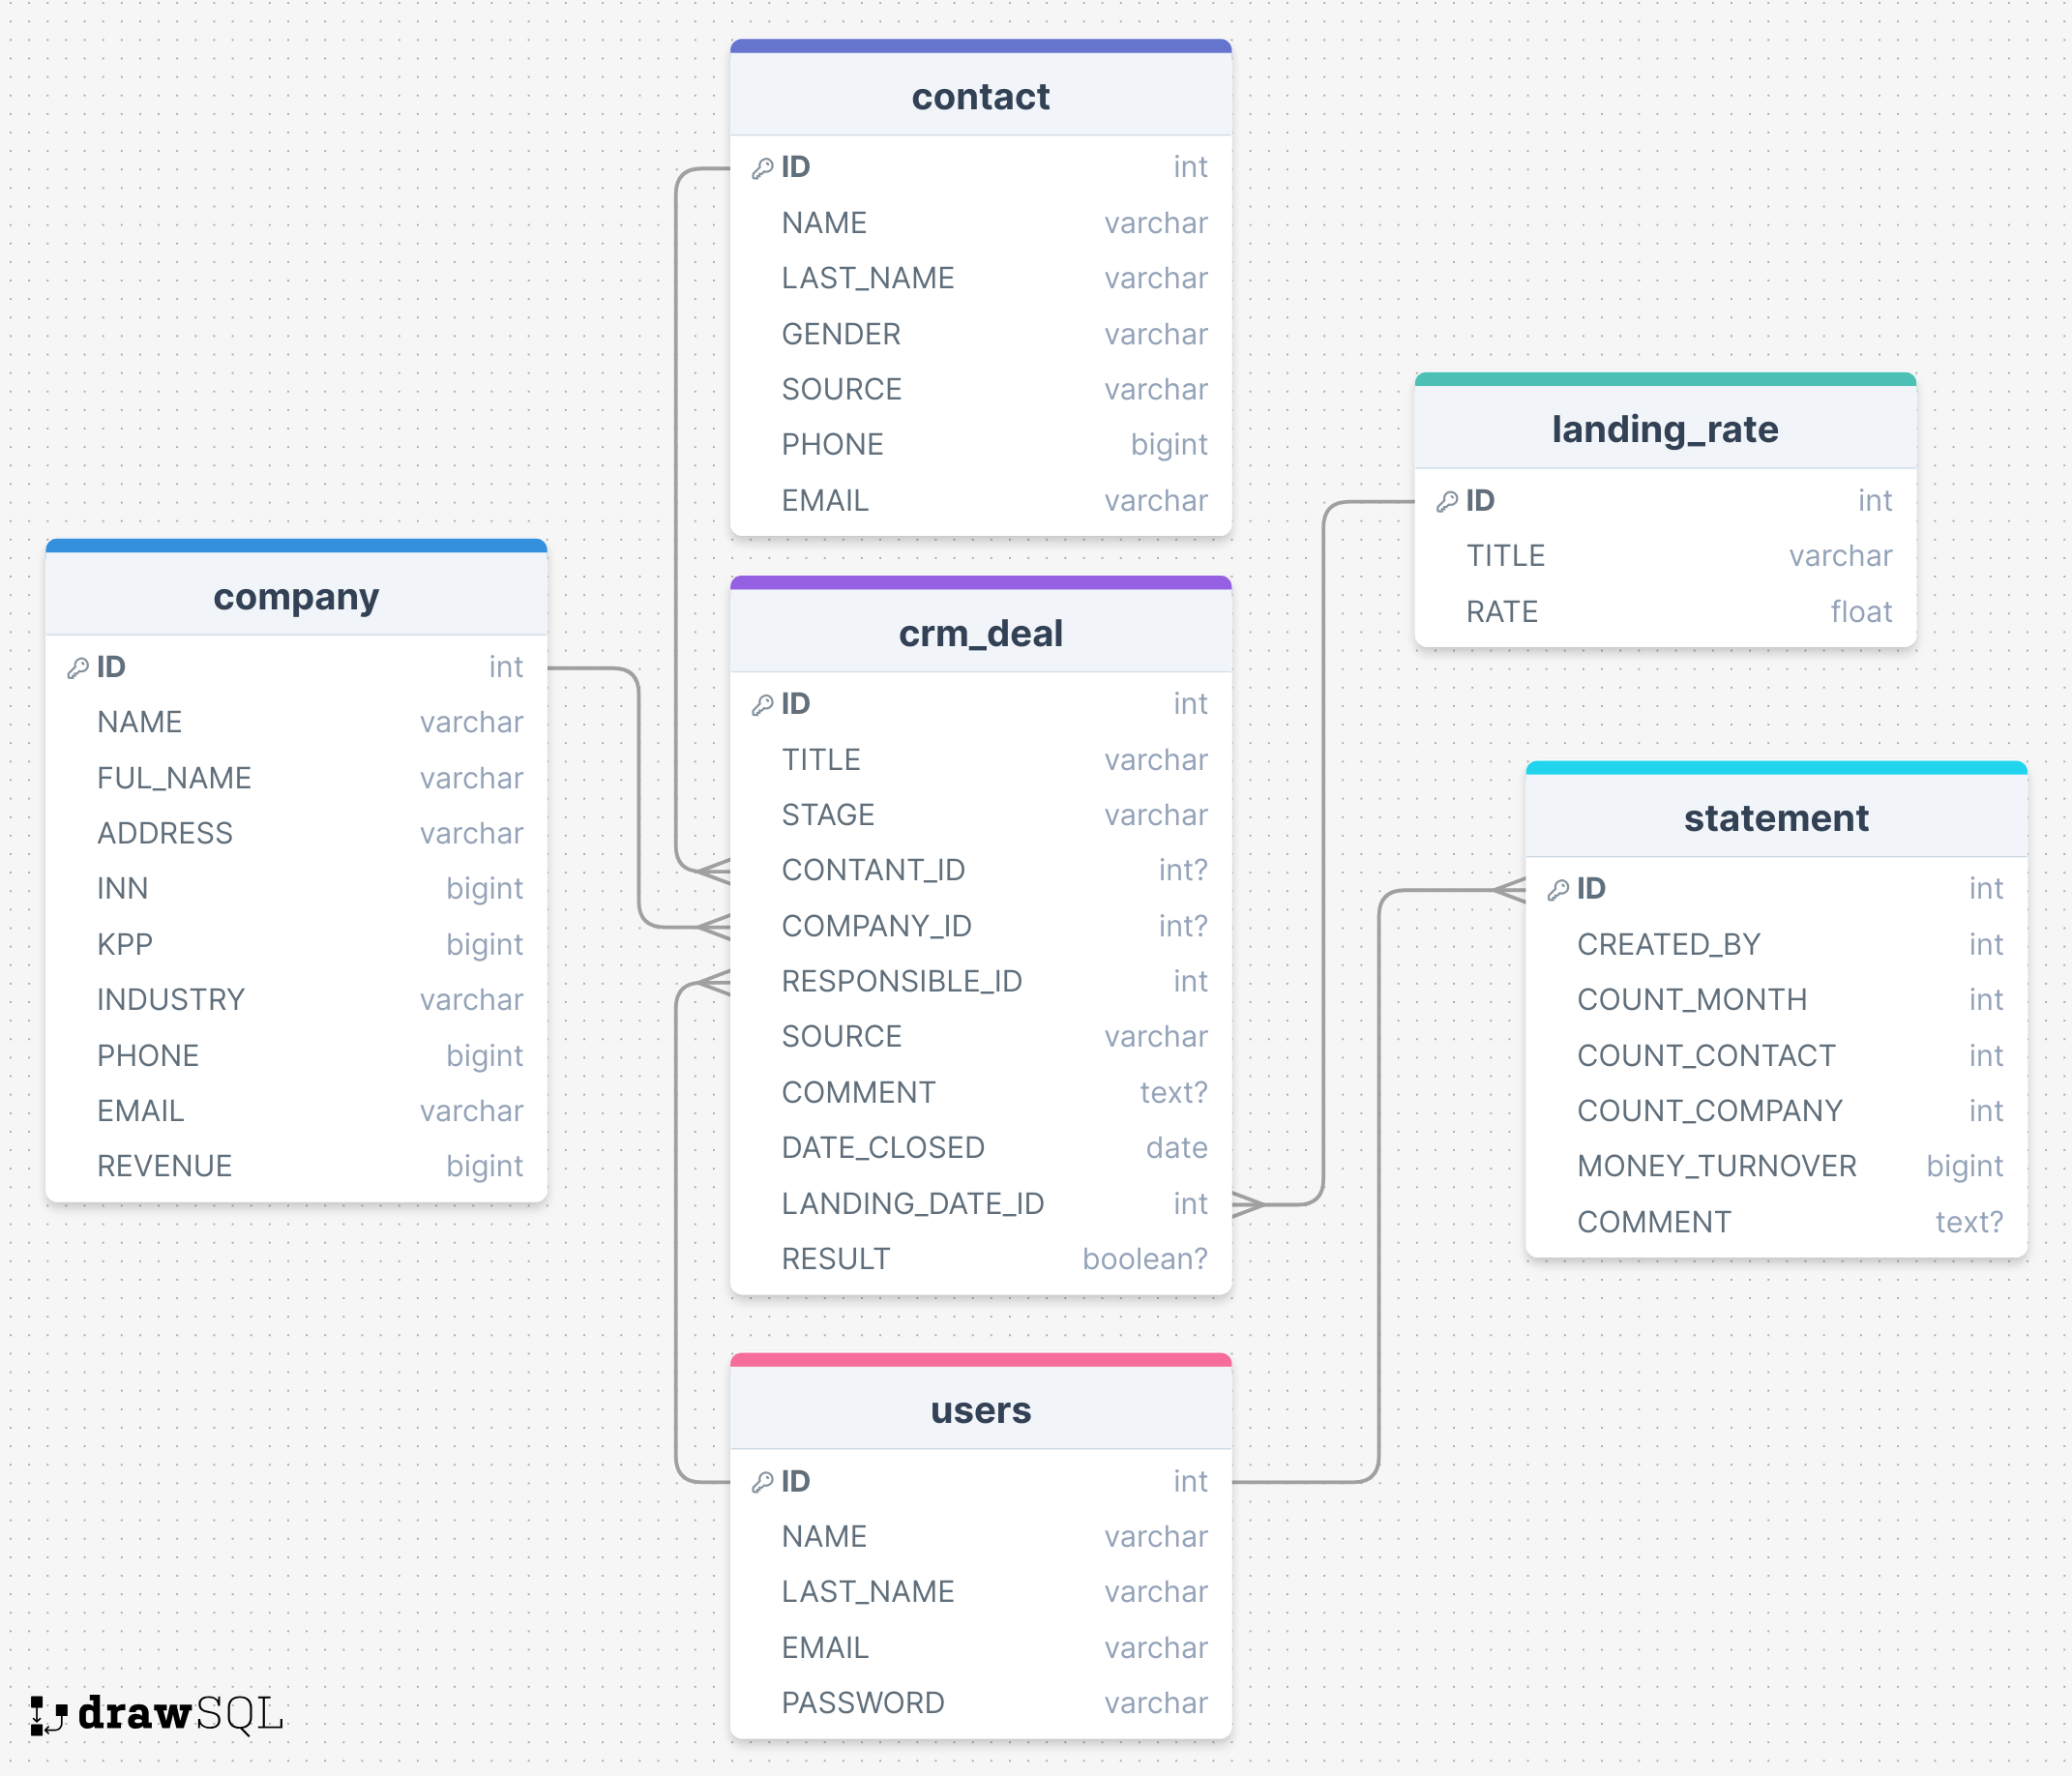 contact
ID int
NAME varchar
LAST_NAME varchar
GENDER varchar
SOURCE varchar
PHONE bigint
EMAIL varchar
company
ID int
NAME varchar
FUL_NAME varchar
ADDRESS varchar
INN bigint
KPP bigint
INDUSTRY varchar
PHONE bigint
EMAIL varchar
REVENUE bigint
crm_deal
ID int
TITLE varchar
STAGE varchar
CONTANT_ID int?
COMPANY_ID int?
RESPONSIBLE_ID int
SOURCE varchar
COMMENT text?
DATE_CLOSED date
LANDING_DATE_ID int
RESULT boolean?
landing_rate
ID int
TITLE varchar
RATE float
statement
ID int
CREATED_BY int
COUNT_MONTH int
COUNT_CONTACT int
COUNT_COMPANY int
MONEY_TURNOVER bigint
COMMENT text?
users
ID int
NAME varchar
LAST_NAME varchar
EMAIL varchar
PASSWORD varchar
drawSQL